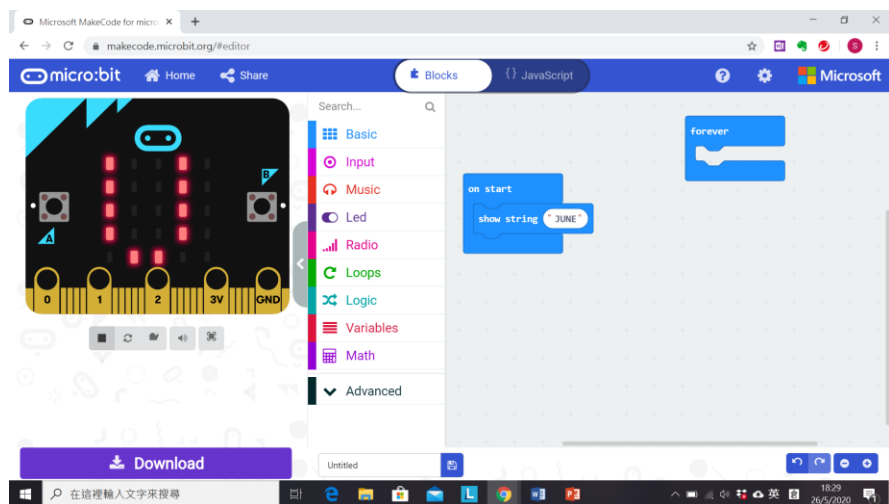 Microsoft MakeCode for micro:
makecode.microbit.org/#editor
S
micro:bit Home Share Blocks {} JavaScript ? Microsoft
Search...
Basic
Input
Music
Led
Radio
Loops
Logic
Variables
Math
Advanced
B
A
0 1 2 3V GND
on start
show string "JUNE"
forever
Download
Untitled
在這裡輸入文字來搜尋
英
18:29
26/5/2020